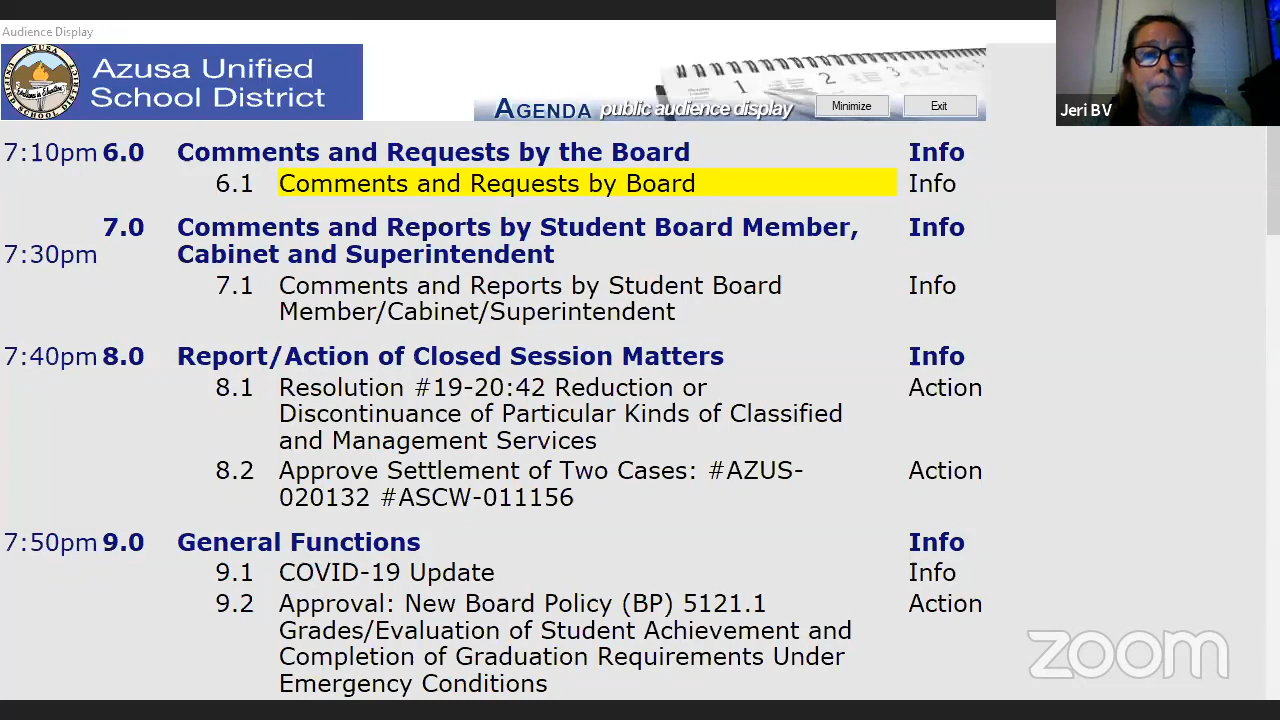 Audience Display
Azusa Unified
School District
AGENDA public audience display
Minimize
Exit
Jeri BV
7:10pm 6.0 Comments and Requests by the Board Info
6.1 Comments and Requests by Board Info
7.0 Comments and Reports by Student Board Member, Info
7:30pm Cabinet and Superintendent
7.1 Comments and Reports by Student Board Info
Member/Cabinet/Superintendent
7:40pm 8.0 Report/Action of Closed Session Matters Info
8.1 Resolution #19-20:42 Reduction or Action
Discontinuance of Particular Kinds of Classified
and Management Services
8.2 Approve Settlement of Two Cases: #AZUS- Action
020132 #ASCW-011156
7:50pm 9.0 General Functions Info
9.1 COVID-19 Update Info
9.2 Approval: New Board Policy (BP) 5121.1 Action
Grades/Evaluation of Student Achievement and
Completion of Graduation Requirements Under
Emergency Conditions
zoom